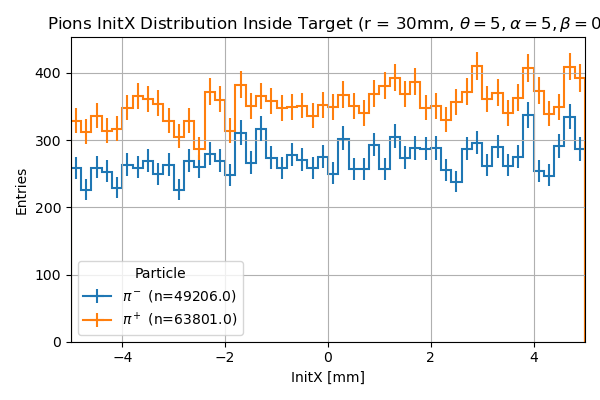 Pions InitX Distribution Inside Target (r = 30mm, θ = 5, α = 5, β = 0
Entries
400
300
200
100
0
Particle
π⁻ (n=49206.0)
π⁺ (n=63801.0)
−4 −2 0 2 4
InitX [mm]